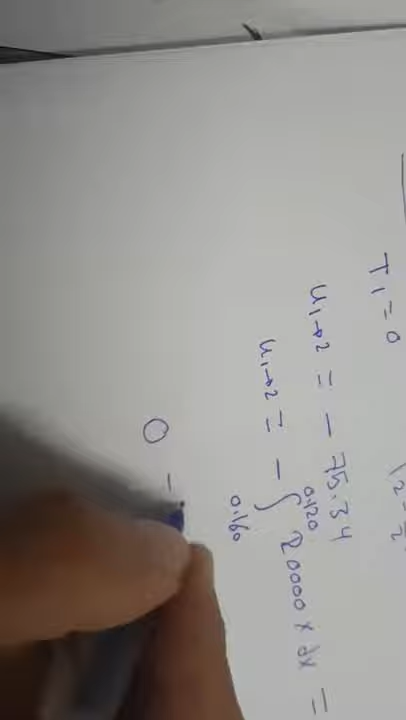 T1 = 0
U1→2 = - 75.34
U1→2 = - ∫ 0.160 0.120 20000 x dx =
0 -